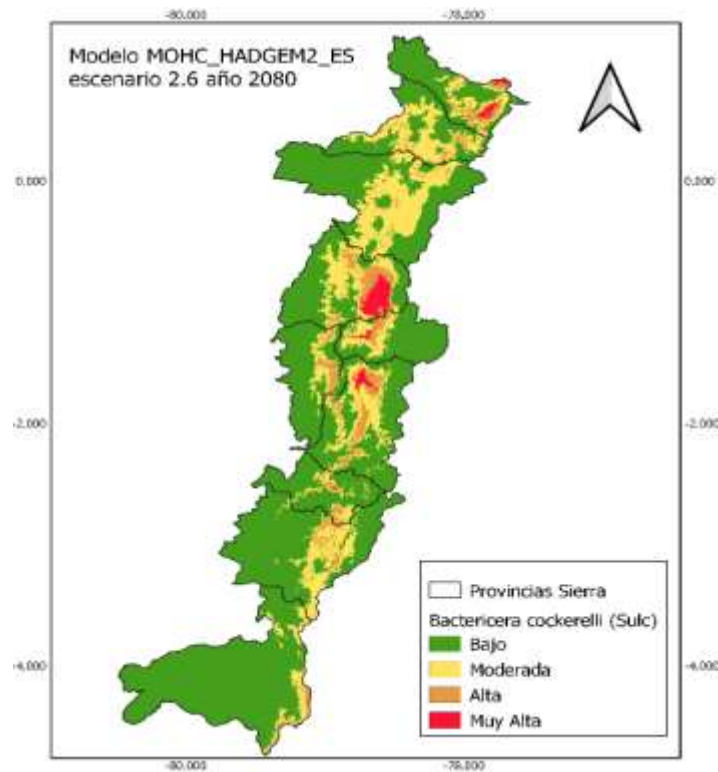 -80.000 -78.000
Modelo MOHC_HADGEM2_ES
escenario 2.6 año 2080
0.000 0.000
-2.000 -2.000
Provincias Sierra
Bactericera cockerelli (Sulc)
Bajo
Moderada
Alta
Muy Alta
-4.000 -4.000
-80.000 -78.000